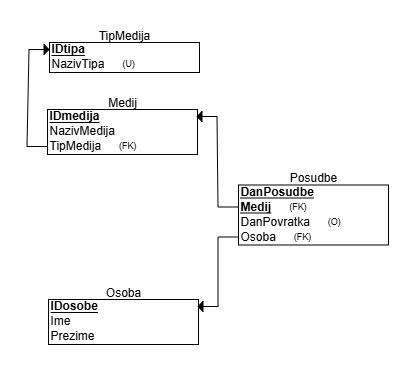 TipMedija
IDtipa
NazivTipa (U)
Medij
IDmedija
NazivMedija
TipMedija (FK)
Posudbe
DanPosudbe
Medij (FK)
DanPovratka (O)
Osoba (FK)
Osoba
IDosobe
Ime
Prezime